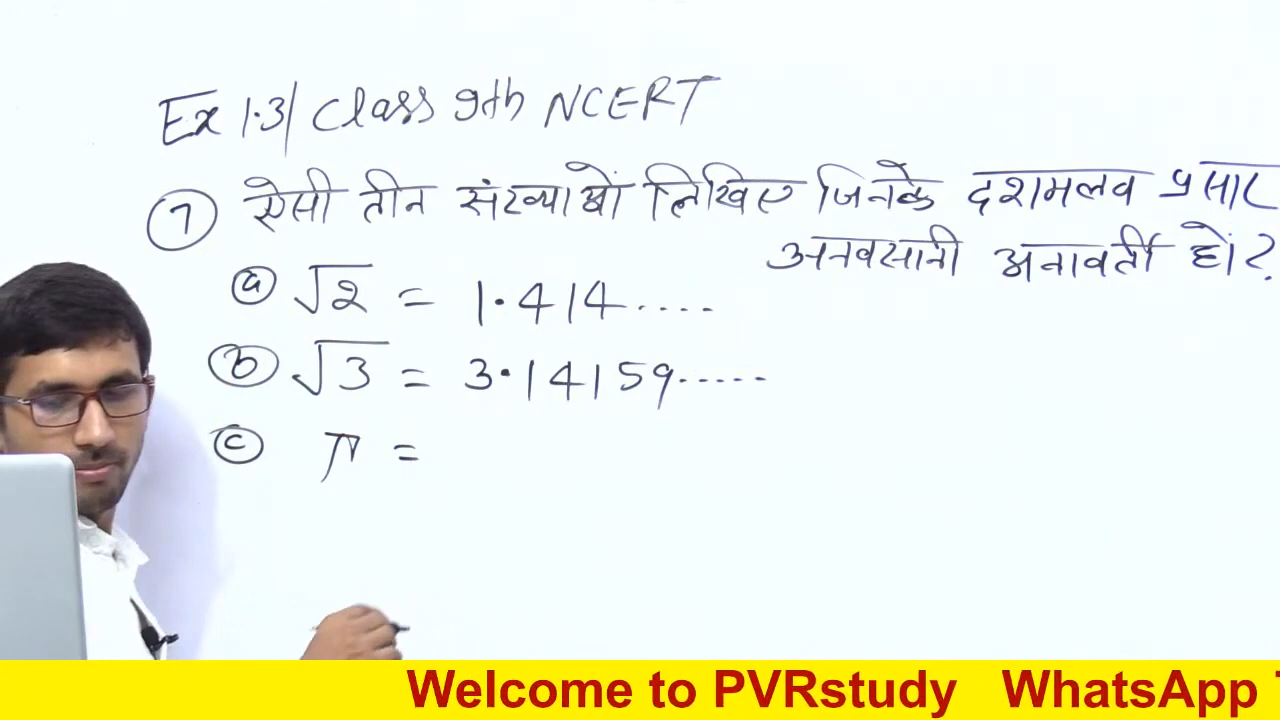 Ex 1.3/ Class 9th NCERT
7 ऐसी तीन संख्याओं लिखिए जिनके दशमलव प्रसार
अनवसानी अनावर्ती हों?
a √2 = 1.414....
b √3 = 3.14159.....
c π =
Welcome to PVRstudy WhatsApp